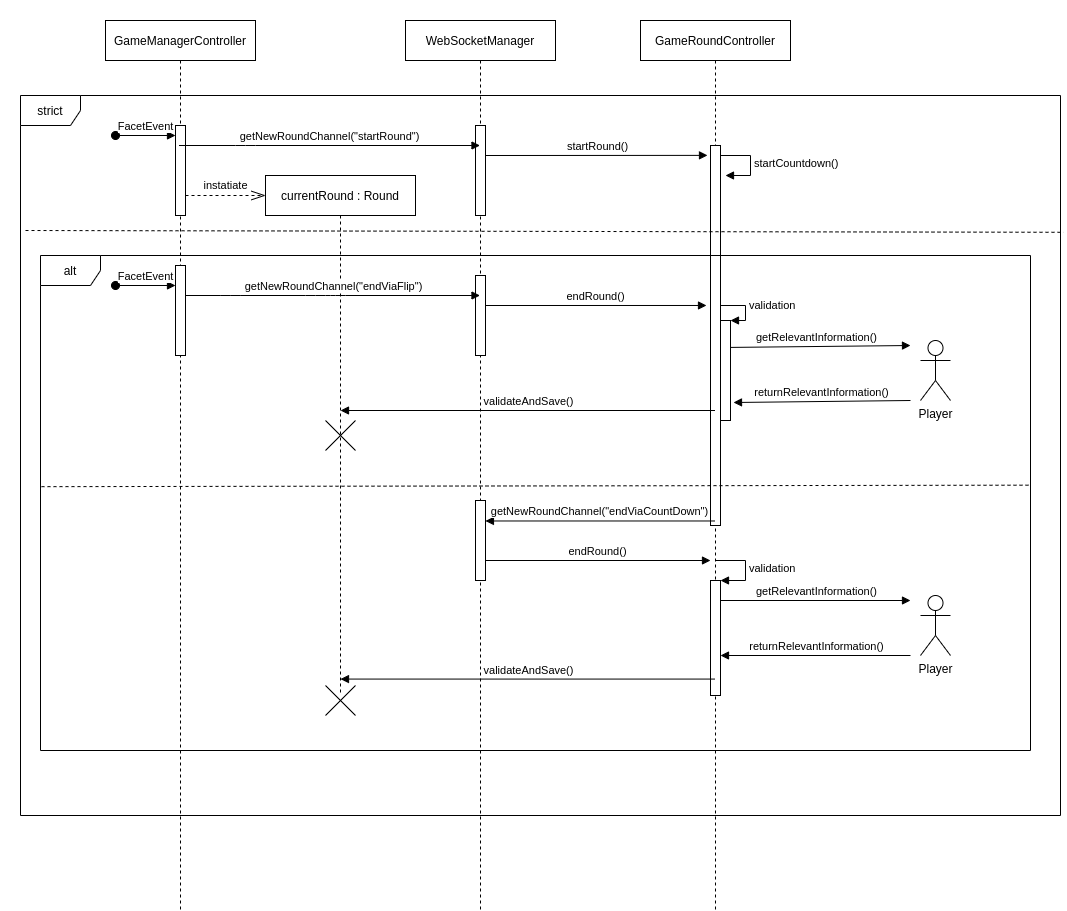 GameManagerController
WebSocketManager
GameRoundController
strict
FacetEvent
getNewRoundChannel("startRound")
startRound()
startCountdown()
instatiate
currentRound : Round
alt
FacetEvent
getNewRoundChannel("endViaFlip")
endRound()
validation
getRelevantInformation()
returnRelevantInformation()
validateAndSave()
Player
getNewRoundChannel("endViaCountDown")
endRound()
validation
getRelevantInformation()
returnRelevantInformation()
validateAndSave()
Player